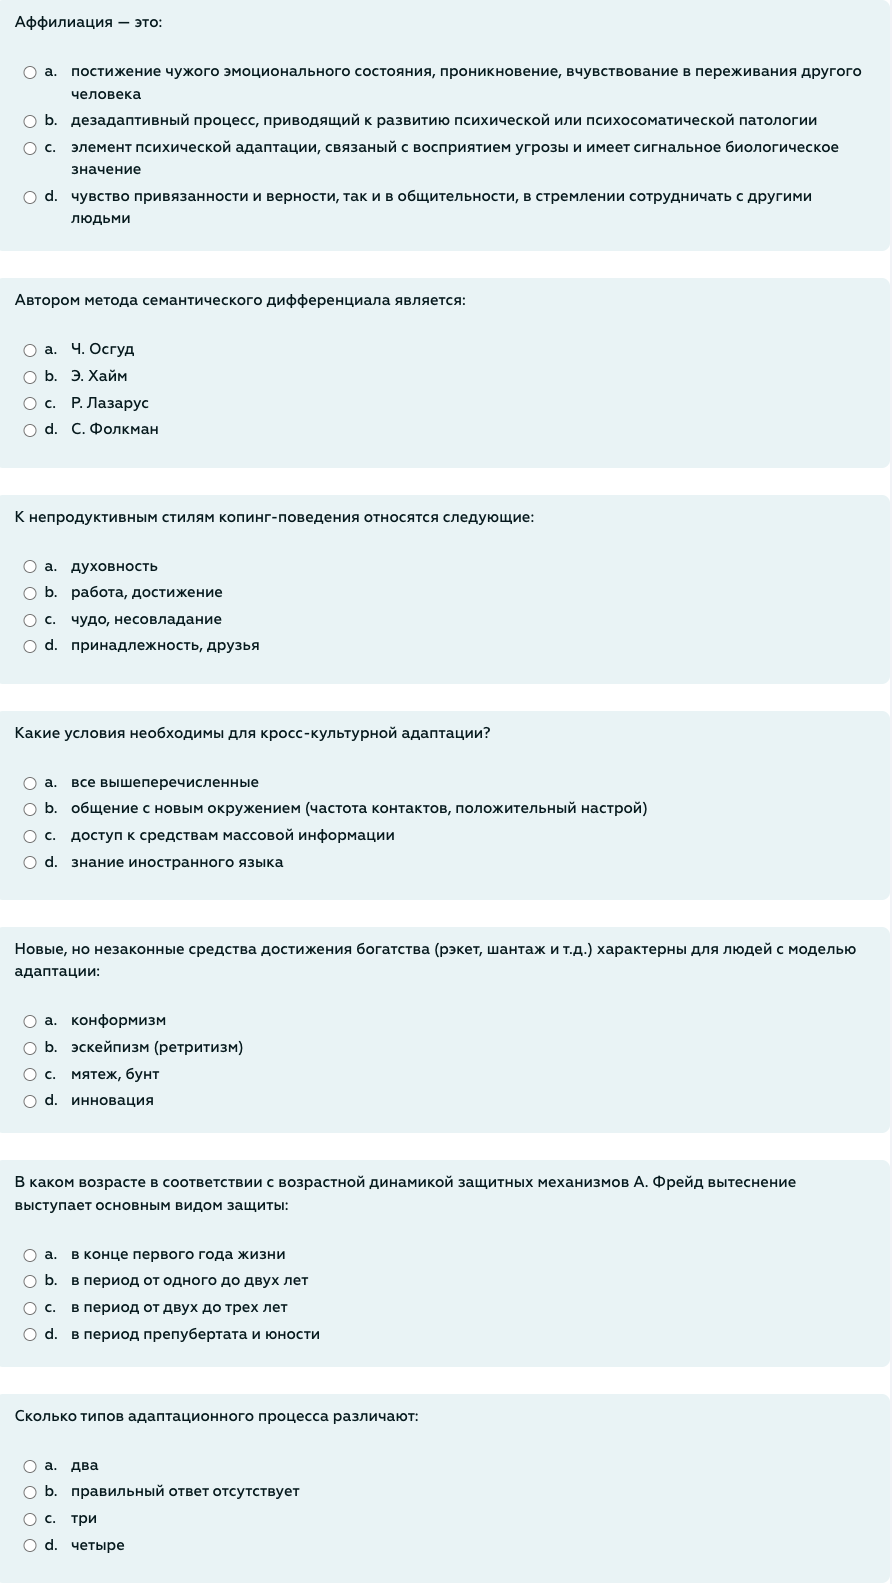 Аффилиация — это:
a. постижение чужого эмоционального состояния, проникновение, вчувствование в переживания другого
человека
b. дезадаптивный процесс, приводящий к развитию психической или психосоматической патологии
c. элемент психической адаптации, связаный с восприятием угрозы и имеет сигнальное биологическое
значение
d. чувство привязанности и верности, так и в общительности, в стремлении сотрудничать с другими
людьми
Автором метода семантического дифференциала является:
a. Ч. Осгуд
b. Э. Хайм
c. Р. Лазарус
d. С. Фолкман
К непродуктивным стилям копинг-поведения относятся следующие:
a. духовность
b. работа, достижение
c. чудо, несовладание
d. принадлежность, друзья
Какие условия необходимы для кросс-культурной адаптации?
a. все вышеперечисленные
b. общение с новым окружением (частота контактов, положительный настрой)
c. доступ к средствам массовой информации
d. знание иностранного языка
Новые, но незаконные средства достижения богатства (рэкет, шантаж и т.д.) характерны для людей с моделью
адаптации:
a. конформизм
b. эскейпизм (ретритизм)
c. мятеж, бунт
d. инновация
В каком возрасте в соответствии с возрастной динамикой защитных механизмов А. Фрейд вытеснение
выступает основным видом защиты:
a. в конце первого года жизни
b. в период от одного до двух лет
c. в период от двух до трех лет
d. в период препубертата и юности
Сколько типов адаптационного процесса различают:
a. два
b. правильный ответ отсутствует
c. три
d. четыре